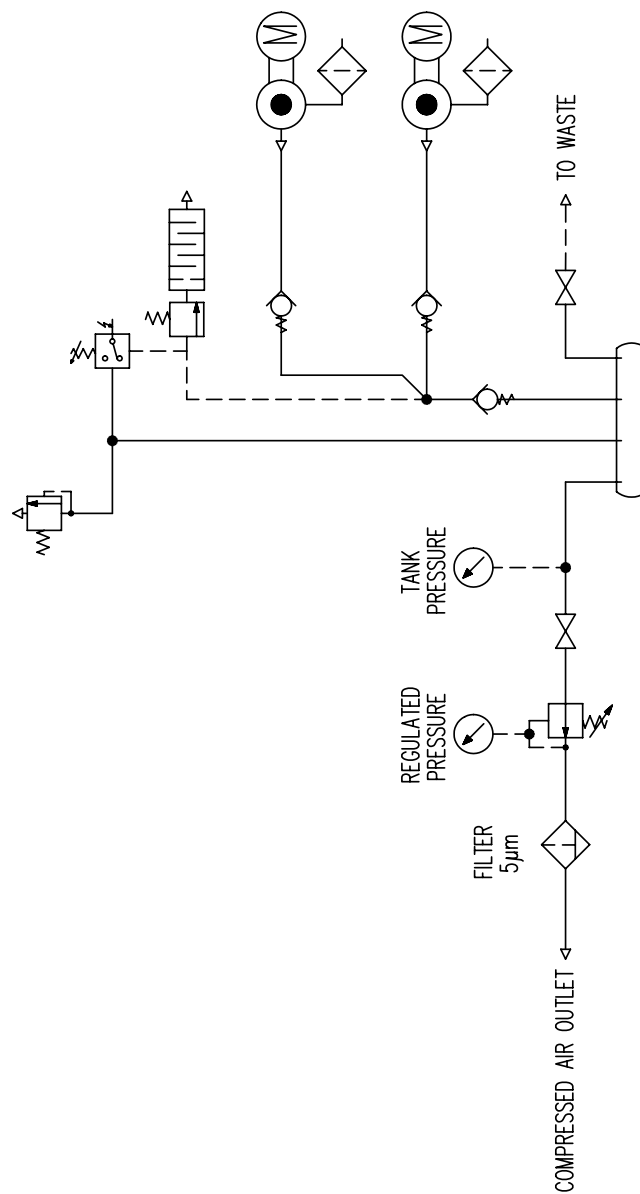 M
M
TO WASTE
TANK
PRESSURE
REGULATED
PRESSURE
FILTER
5µm
COMPRESSED AIR OUTLET